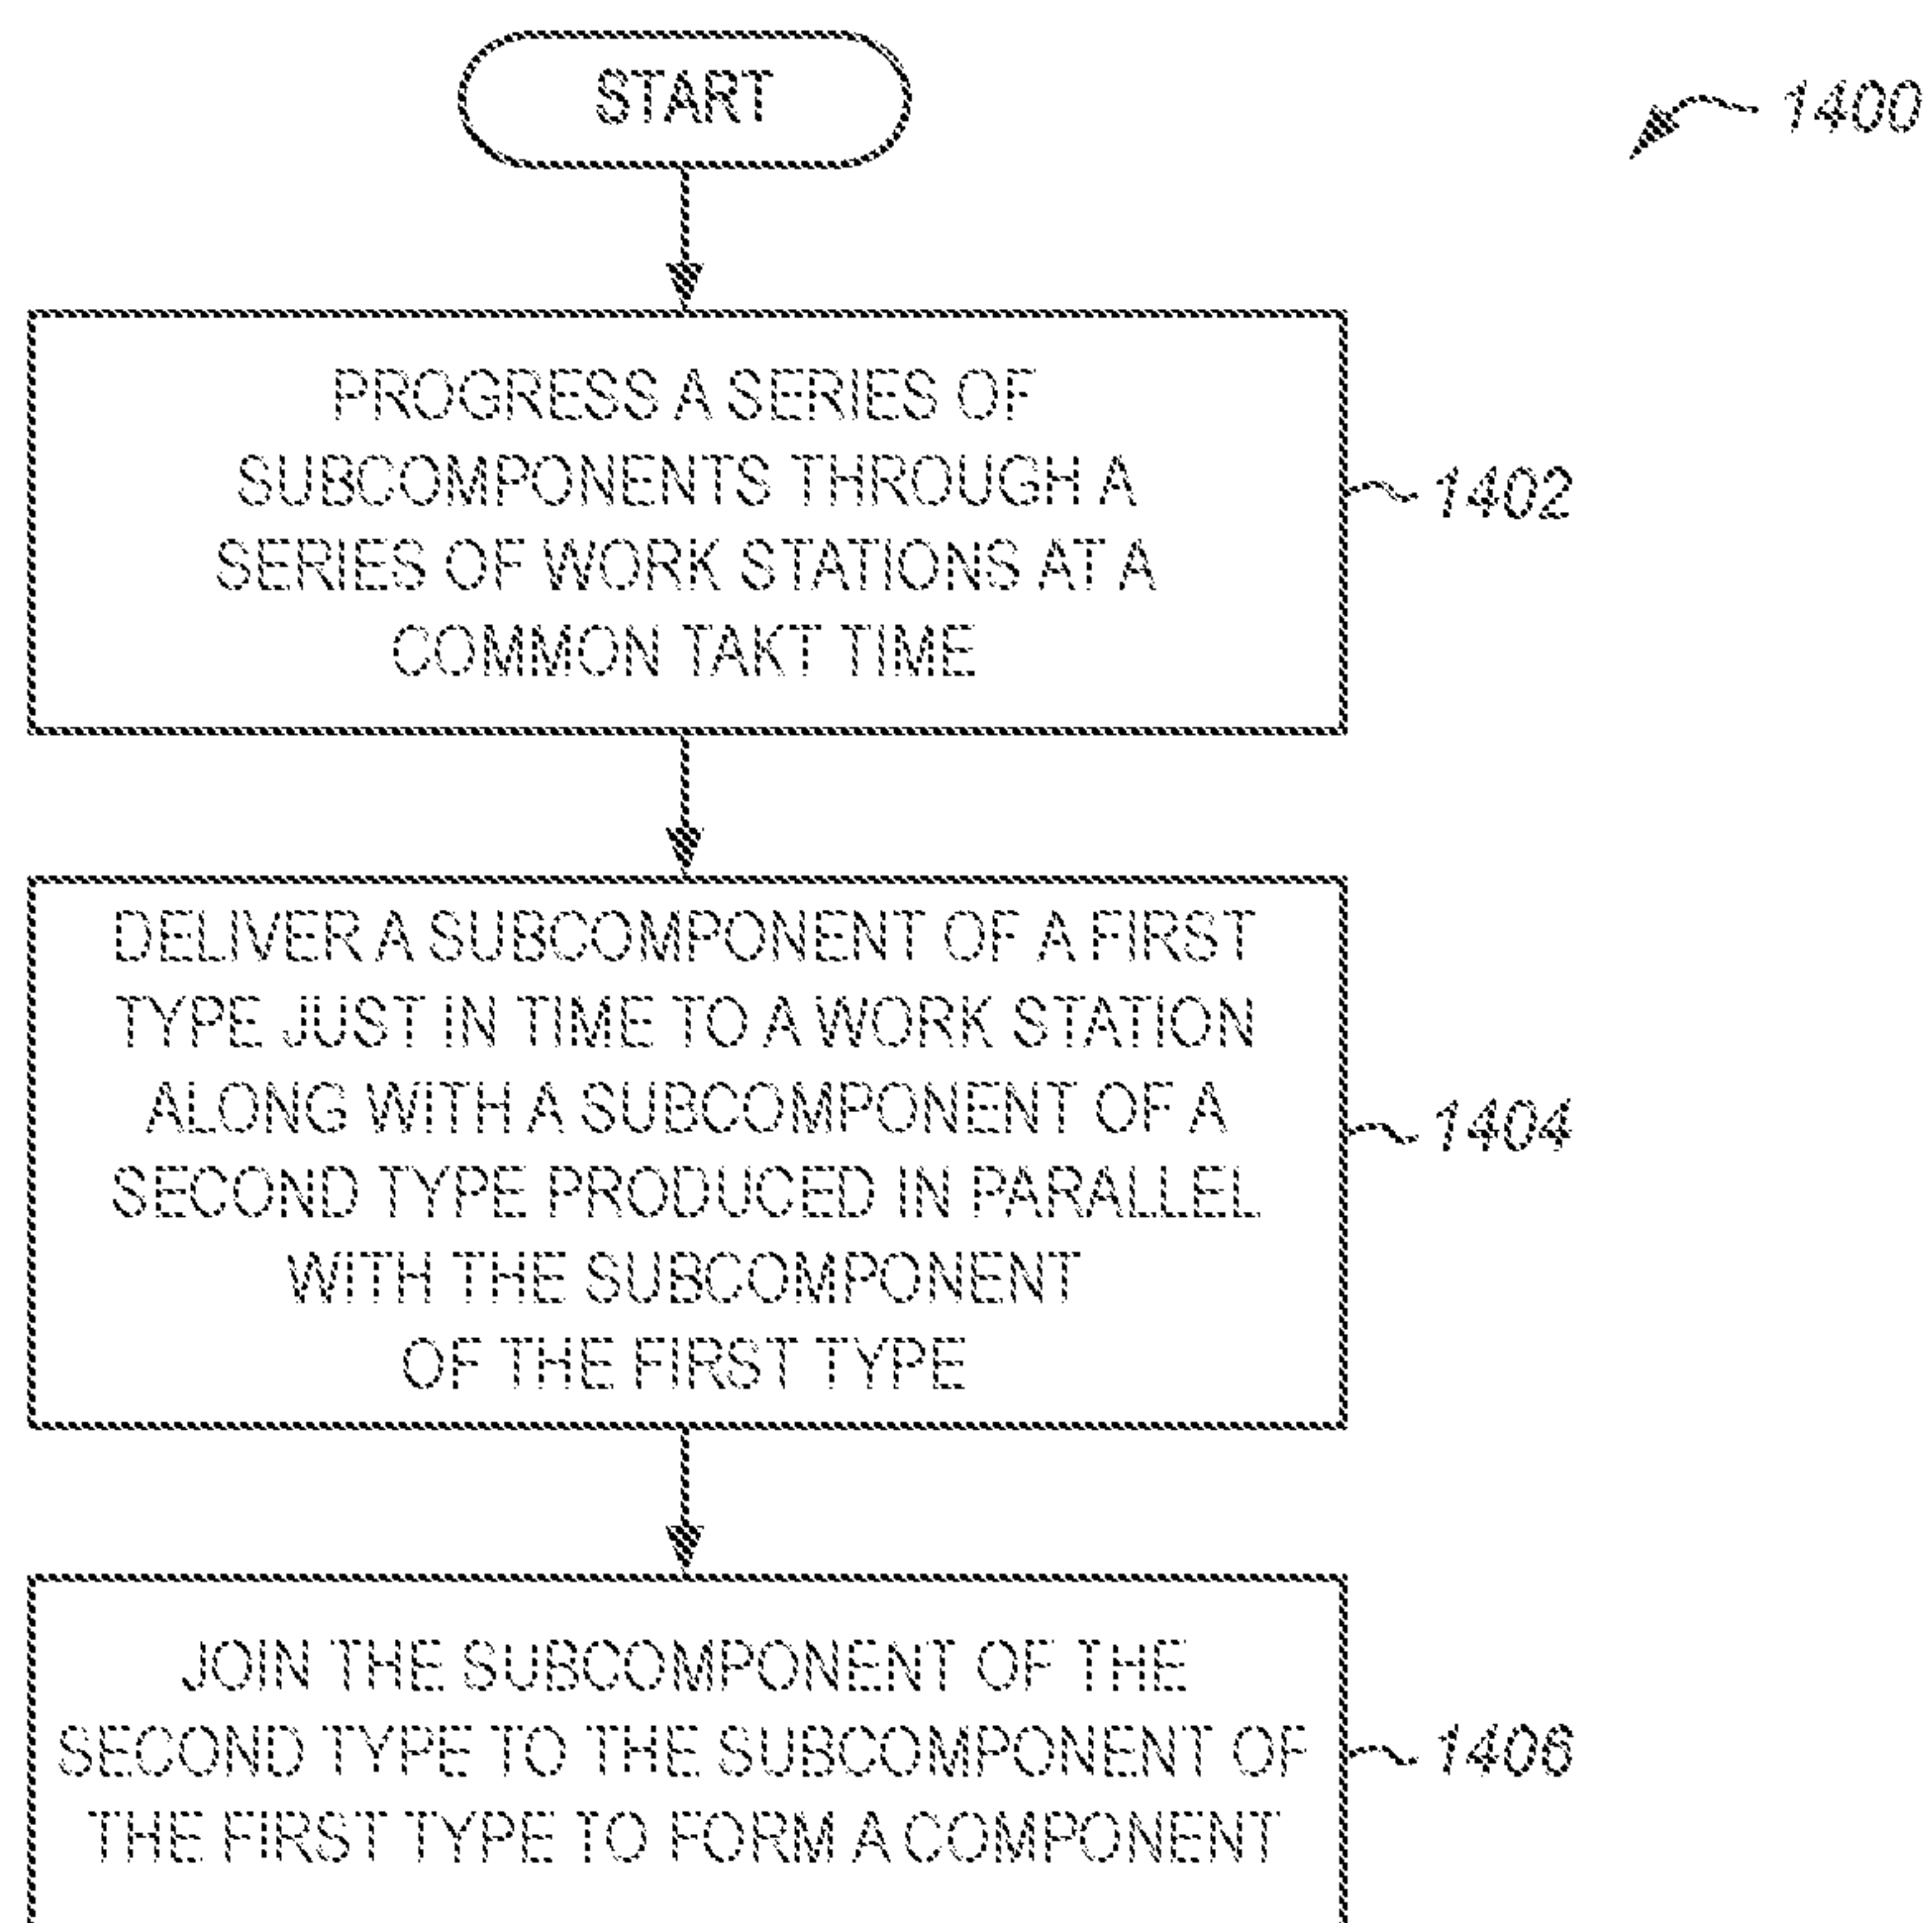 START
1400
PROGRESS A SERIES OF
SUBCOMPONENTS THROUGH A
SERIES OF WORK STATIONS AT A
COMMON TAKT TIME
1402
DELIVER A SUBCOMPONENT OF A FIRST
TYPE JUST IN TIME TO A WORK STATION
ALONG WITH A SUBCOMPONENT OF A
SECOND TYPE PRODUCED IN PARALLEL
WITH THE SUBCOMPONENT
OF THE FIRST TYPE
1404
JOIN THE SUBCOMPONENT OF THE
SECOND TYPE TO THE SUBCOMPONENT OF
THE FIRST TYPE TO FORM A COMPONENT
1406